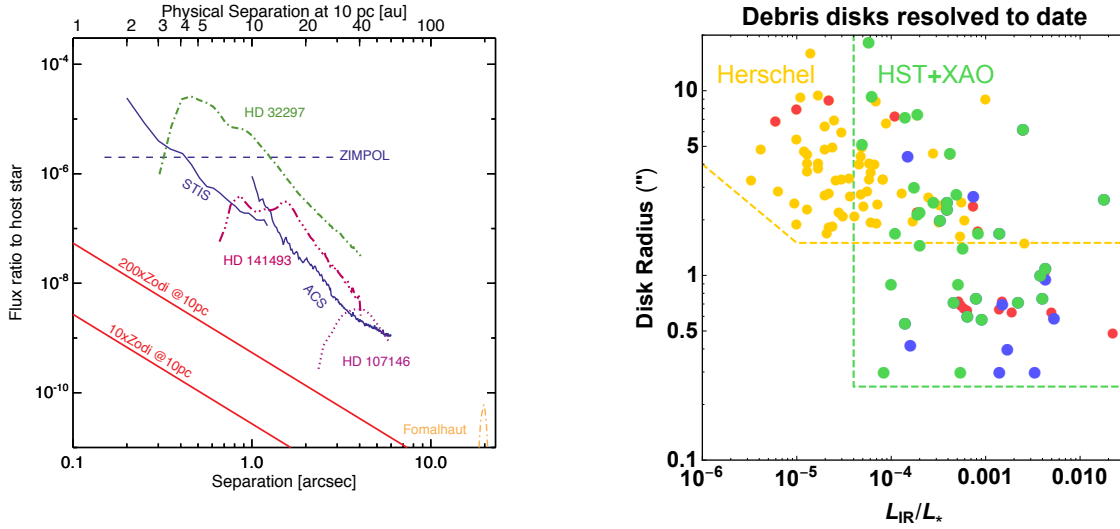 Physical Separation at 10 pc [au]
1 2 3 4 5 10 20 40 100
Flux ratio to host star
10⁻⁴
10⁻⁶
10⁻⁸
10⁻¹⁰
HD 32297
ZIMPOL
STIS
HD 141493
200xZodi @10pc
ACS
10xZodi @10pc
HD 107146
Fomalhaut
0.1 1.0 10.0
Separation [arcsec]
Debris disks resolved to date
Herschel
HST+XAO
Disk Radius (")
10
5
1
0.5
0.1
10⁻⁶ 10⁻⁵ 10⁻⁴ 0.001 0.010
L_IR/L_*